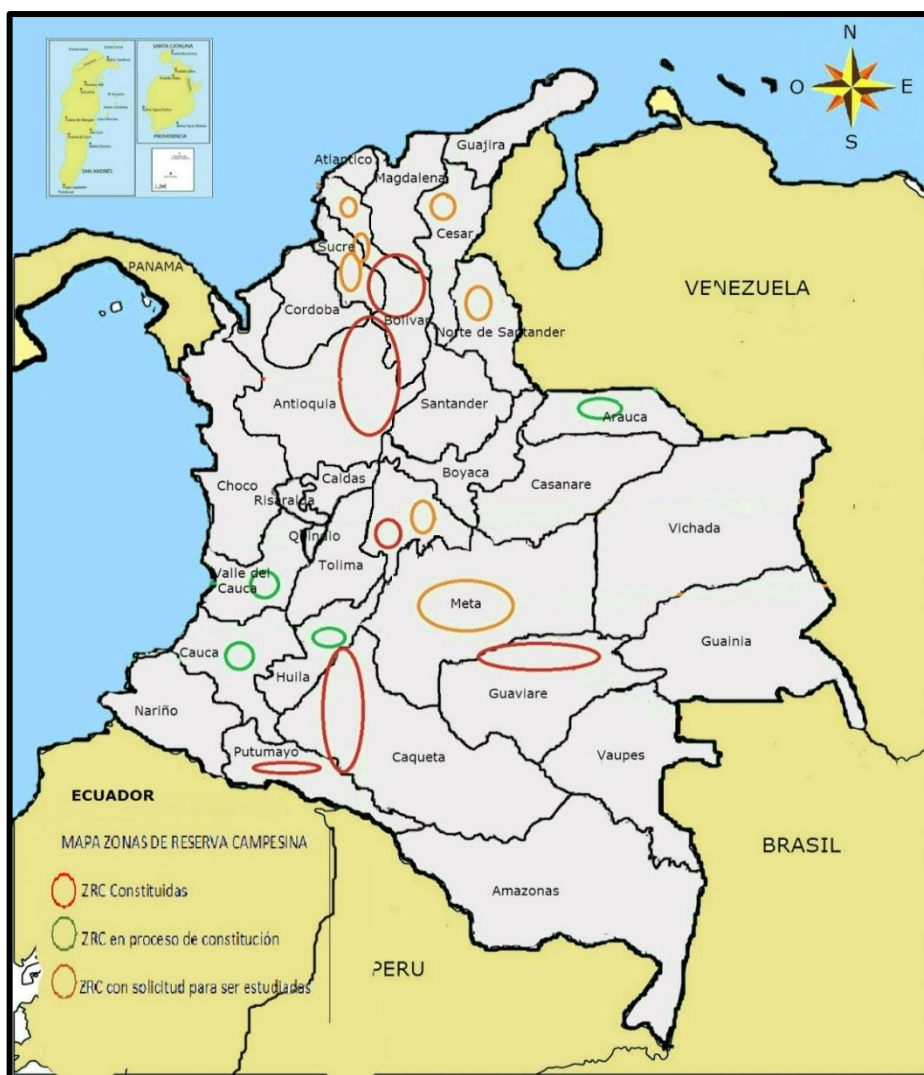 SANTA CATALINA
PROVIDENCIA
SAN ANDRÉS
N
O
E
S
Guajira
Atlantico
Magdalena
Cesar
Sucre
PANAMA
VENEZUELA
Cordoba
Bolivar
Norte de Santander
Antioquia
Santander
Arauca
Boyaca
Caldas
Choco
Casanare
Risaralda
Vichada
Quindio
Tolima
Valle del
Cauca
Meta
Guainia
Cauca
Huila
Guaviare
Nariño
Putumayo
Caqueta
Vaupes
ECUADOR
MAPA ZONAS DE RESERVA CAMPESINA
BRASIL
ZRC Constituidas
Amazonas
ZRC en proceso de constitución
PERU
ZRC con solicitud para ser estudiadas